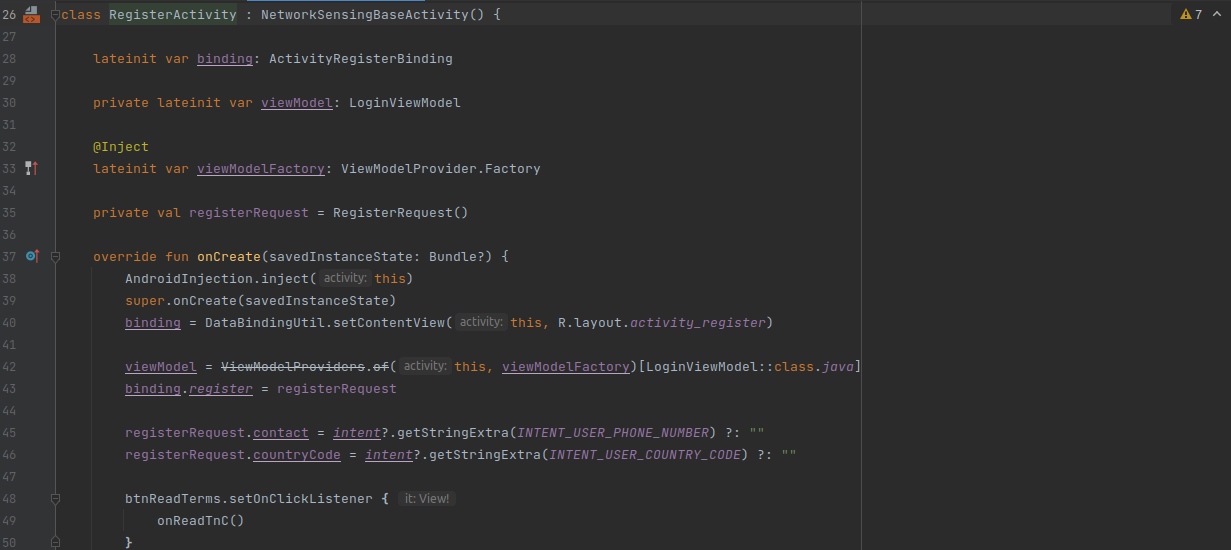 26 class RegisterActivity : NetworkSensingBaseActivity() { 7
27
28 lateinit var binding: ActivityRegisterBinding
29
30 private lateinit var viewModel: LoginViewModel
31
32 @Inject
33 lateinit var viewModelFactory: ViewModelProvider.Factory
34
35 private val registerRequest = RegisterRequest()
36
37 override fun onCreate(savedInstanceState: Bundle?) {
38 AndroidInjection.inject( activity: this)
39 super.onCreate(savedInstanceState)
40 binding = DataBindingUtil.setContentView( activity: this, R.layout.activity_register)
41
42 viewModel = ViewModelProviders.of( activity: this, viewModelFactory)[LoginViewModel::class.java]
43 binding.register = registerRequest
44
45 registerRequest.contact = intent?.getStringExtra(INTENT_USER_PHONE_NUMBER) ?: ""
46 registerRequest.countryCode = intent?.getStringExtra(INTENT_USER_COUNTRY_CODE) ?: ""
47
48 btnReadTerms.setOnClickListener { it: View!
49 onReadTnC()
50 }